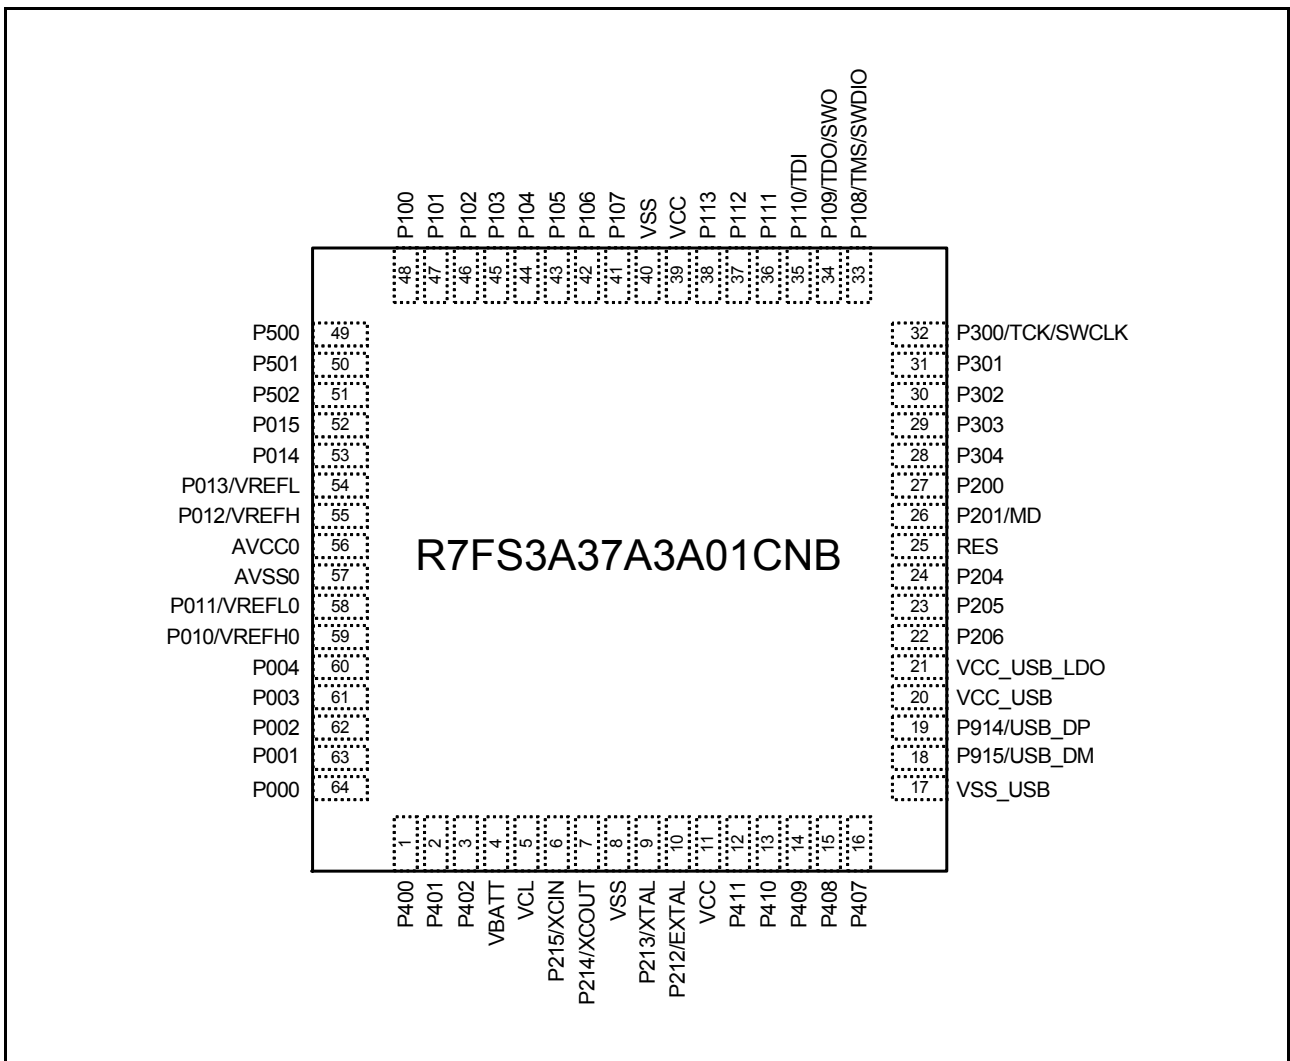 P100
P101
P102
P103
P104
P105
P106
P107
VSS
VCC
P113
P112
P111
P110/TDI
P109/TDO/SWO
P108/TMS/SWDIO
48
47
46
45
44
43
42
41
40
39
38
37
36
35
34
33
P500 49
P501 50
P502 51
P015 52
P014 53
P013/VREFL 54
P012/VREFH 55
AVCC0 56
AVSS0 57
P011/VREFL0 58
P010/VREFH0 59
P004 60
P003 61
P002 62
P001 63
P000 64
R7FS3A37A3A01CNB
32 P300/TCK/SWCLK
31 P301
30 P302
29 P303
28 P304
27 P200
26 P201/MD
25 RES
24 P204
23 P205
22 P206
21 VCC_USB_LDO
20 VCC_USB
19 P914/USB_DP
18 P915/USB_DM
17 VSS_USB
1
2
3
4
5
6
7
8
9
10
11
12
13
14
15
16
P400
P401
P402
VBATT
VCL
P215/XCIN
P214/XCOUT
VSS
P213/XTAL
P212/EXTAL
VCC
P411
P410
P409
P408
P407